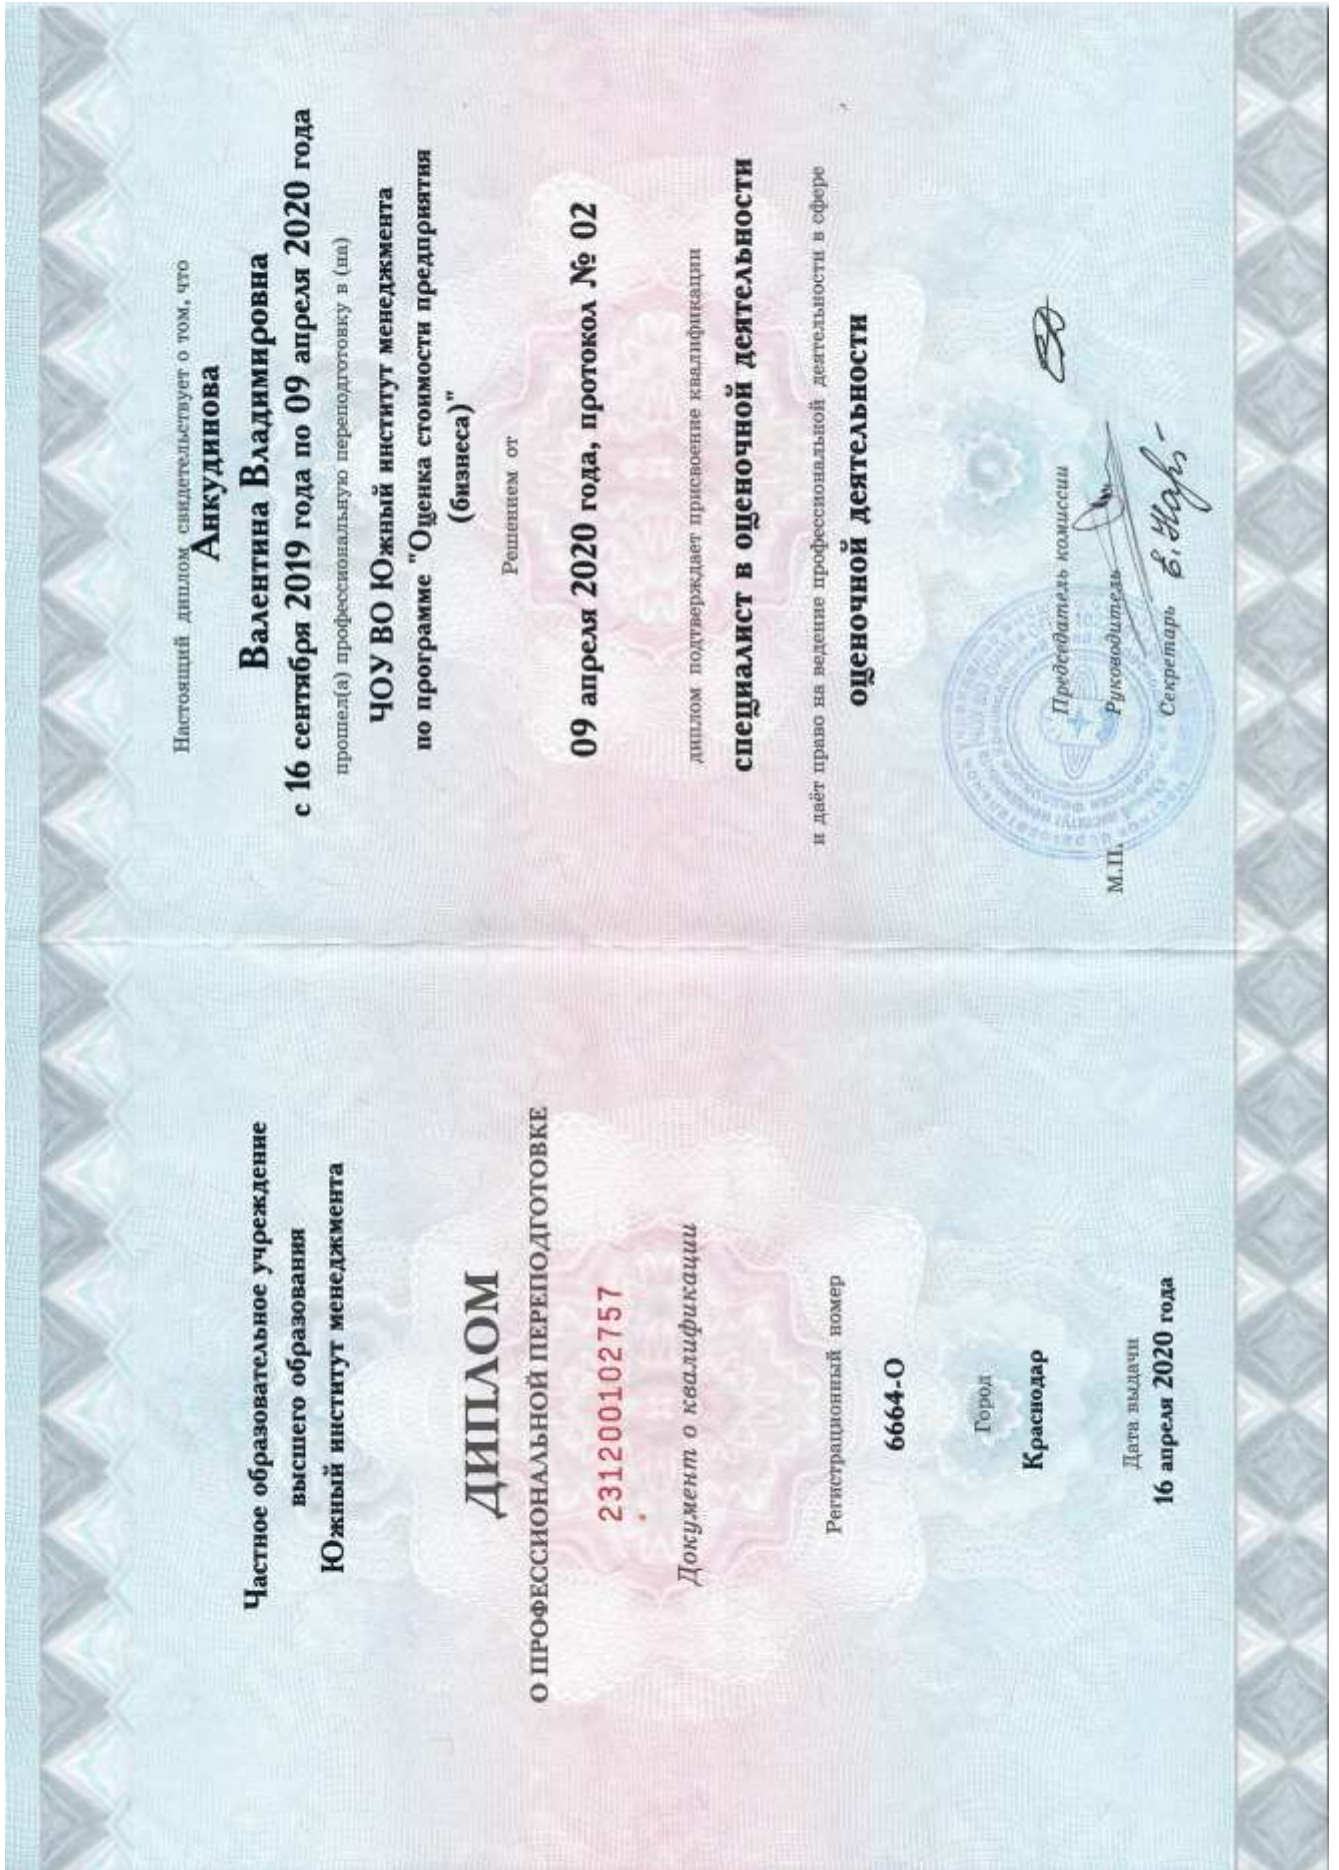 Частное образовательное учреждение
высшего образования
Южный институт менеджмента
ДИПЛОМ
О ПРОФЕССИОНАЛЬНОЙ ПЕРЕПОДГОТОВКЕ
231200102757
Документ о квалификации
Регистрационный номер
6664-О
Город
Краснодар
Дата выдачи
16 апреля 2020 года
Настоящий диплом свидетельствует о том, что
Анкудинова
Валентина Владимировна
с 16 сентября 2019 года по 09 апреля 2020 года
прошел(а) профессиональную переподготовку в (на)
ЧОУ ВО Южный институт менеджмента
по программе "Оценка стоимости предприятия
(бизнеса)"
Решением от
09 апреля 2020 года, протокол № 02
диплом подтверждает присвоение квалификации
специалист в оценочной деятельности
и даёт право на ведение профессиональной деятельности в сфере
оценочной деятельности
Председатель комиссии
Руководитель
Секретарь
М.П.